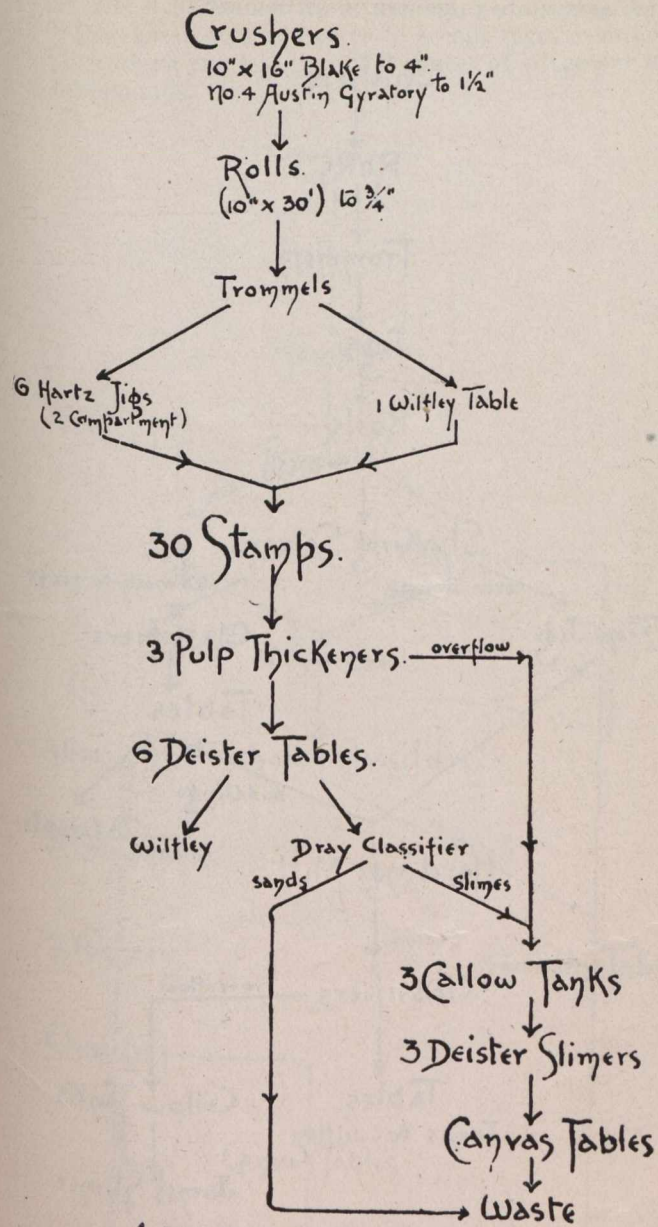 Crushers.
10" x 16" Blake to 4".
No. 4 Austin Gyratory to 1½"
Rolls.
(10" x 30') to ¾"
Trommels
6 Hartz Jigs
(2 Compartment)
1 Wilfley Table
30 Stamps.
3 Pulp Thickeners.
overflow
6 Deister Tables.
Wilfley
Dray Classifier
sands
Slimes
3 Callow Tanks
3 Deister Slimers
Canvas Tables
Waste